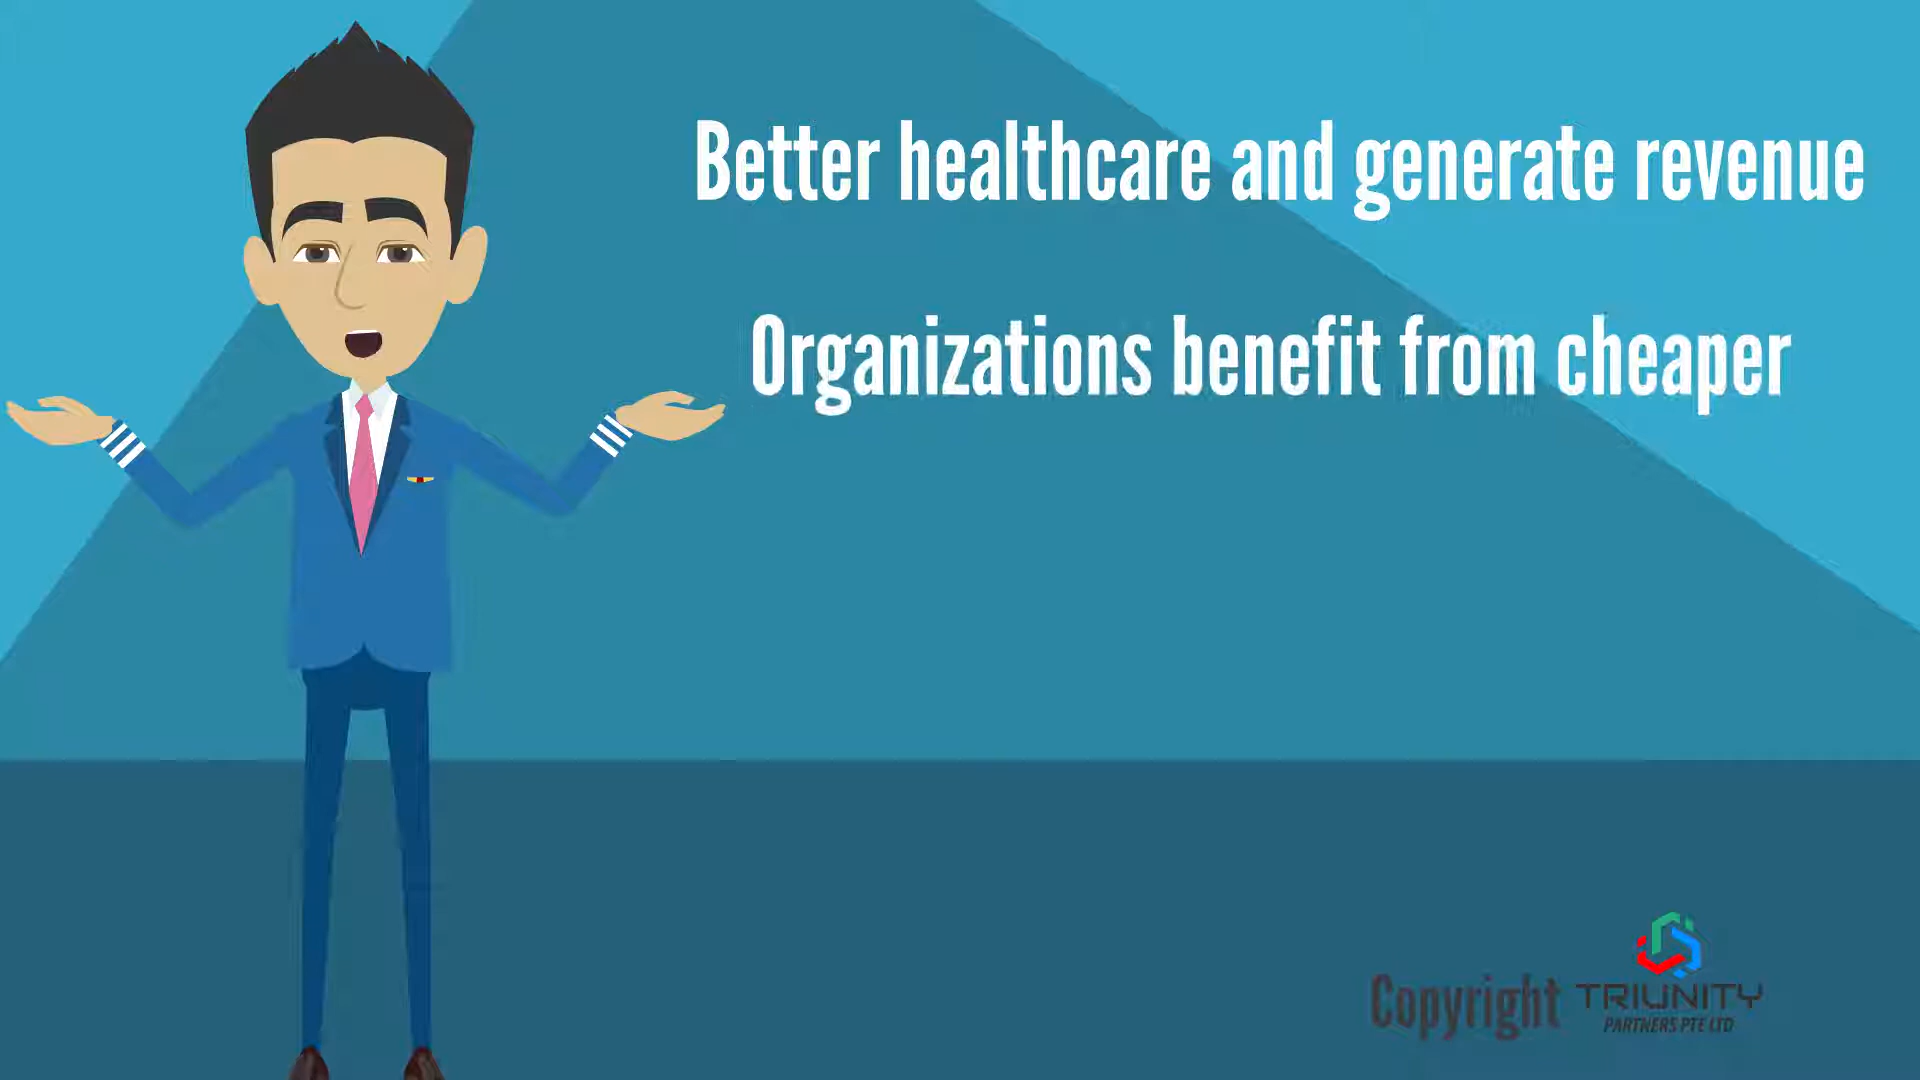 Better healthcare and generate revenue
Organizations benefit from cheaper
Copyright TRIUNITY
PARTNERS PTE LTD